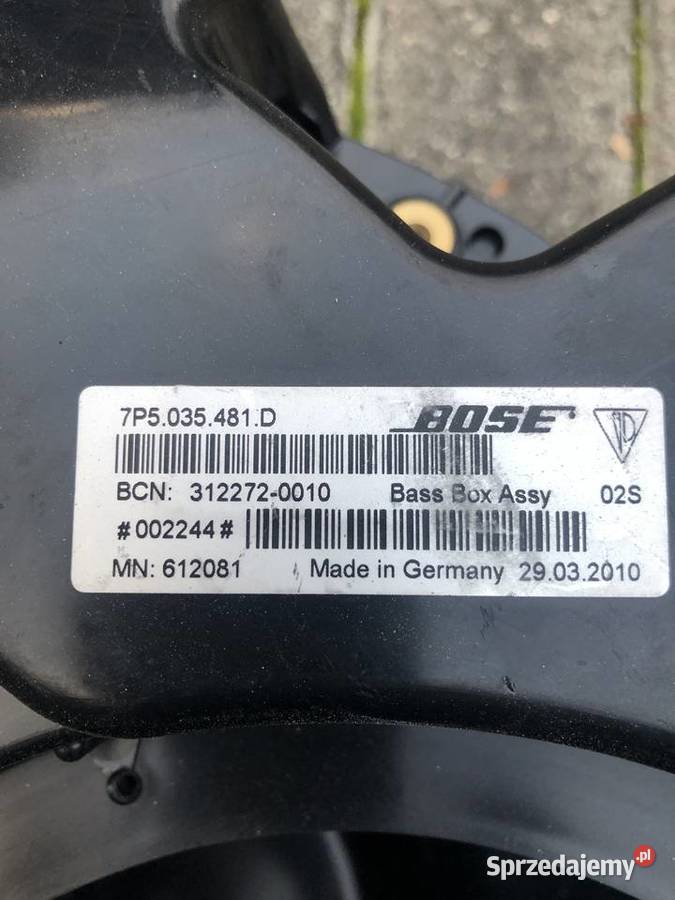 7P5.035.481.D
BOSE
BCN: 312272-0010 Bass Box Assy 02S
#002244#
MN: 612081 Made in Germany 29.03.2010
Sprzedajemy.pl